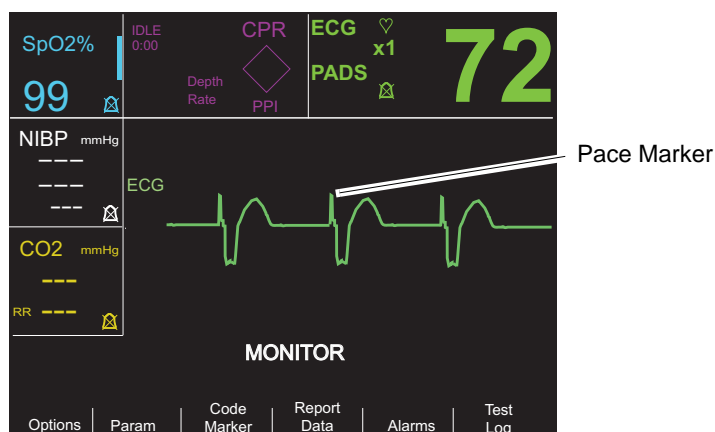 SpO2%
99
IDLE
0:00
CPR
Depth
Rate
PPI
ECG
x1
PADS
72
NIBP mmHg
---
---
---
ECG
Pace Marker
CO2 mmHg
---
RR ---
MONITOR
Options
Param
Code
Marker
Report
Data
Alarms
Test
Log